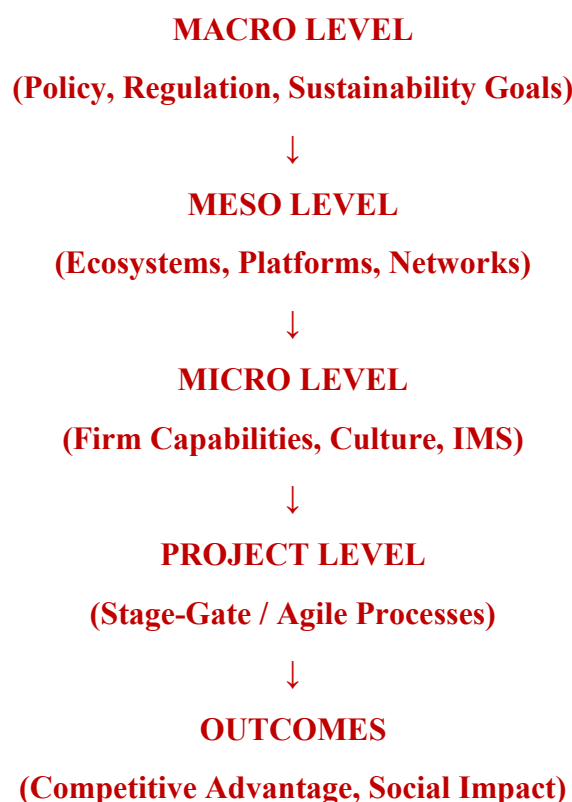 MACRO LEVEL
(Policy, Regulation, Sustainability Goals)
↓
MESO LEVEL
(Ecosystems, Platforms, Networks)
↓
MICRO LEVEL
(Firm Capabilities, Culture, IMS)
↓
PROJECT LEVEL
(Stage-Gate / Agile Processes)
↓
OUTCOMES
(Competitive Advantage, Social Impact)